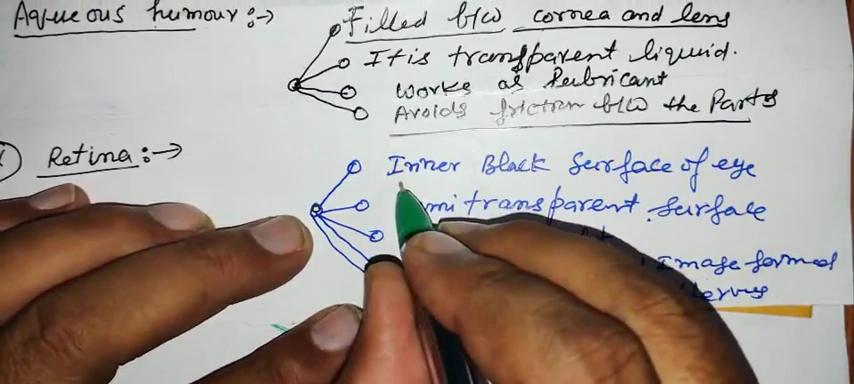 Aqueous humour :→
Filled b/w cornea and lens
It is transparent liquid.
works as lubricant
Avoids friction b/w the Parts
Retina :→
Inner Black Surface of eye
mi transparent surface
Image formed